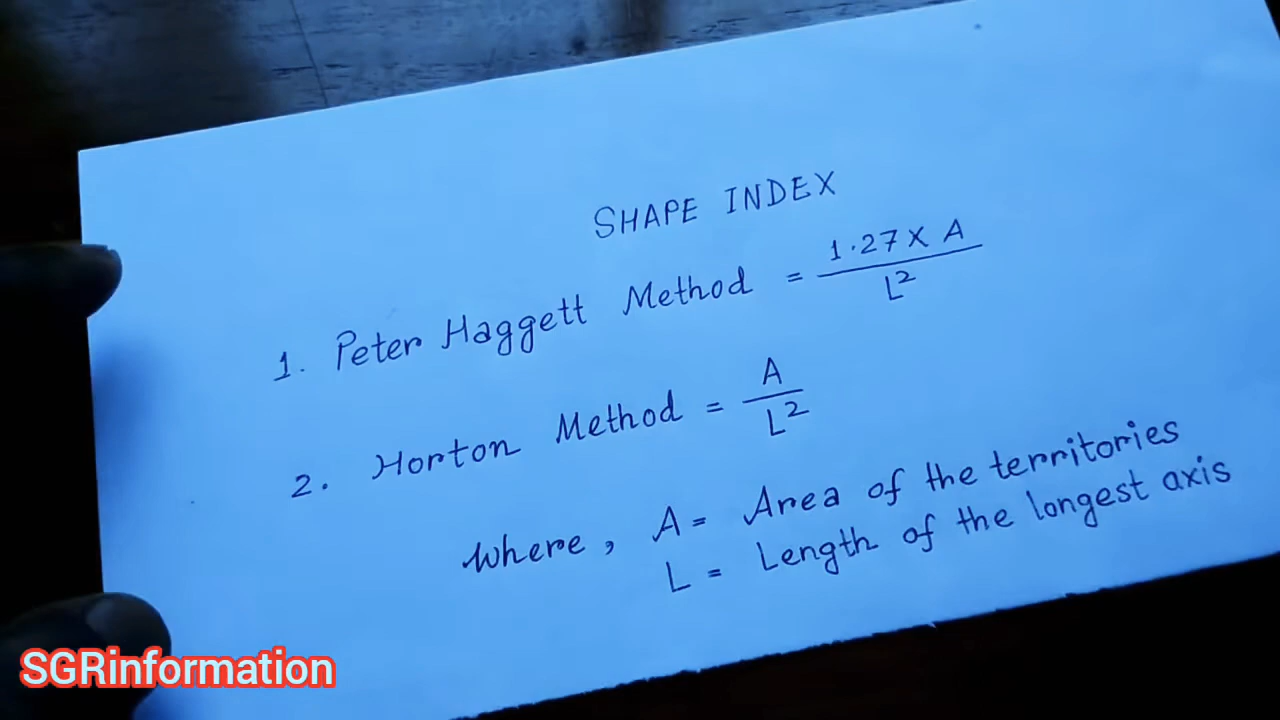 SHAPE INDEX
1. Peter Haggett Method = 1.27 X A / L²
2. Horton Method = A / L²
Where, A = Area of the territories
L = Length of the longest axis
SGRinformation